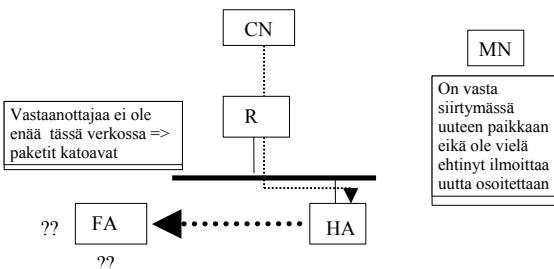 CN
MN
Vastaanottajaa ei ole
enää tässä verkossa =>
paketit katoavat
R
On vasta
siirtymässä
uuteen paikkaan
eikä ole vielä
ehtinyt ilmoittaa
uutta osoitettaan
?? FA
HA
??